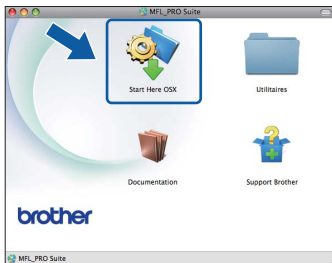 MFL_PRO Suite
Start Here OSX
Utilitaires
Documentation
Support Brother
brother
MFL_PRO Suite